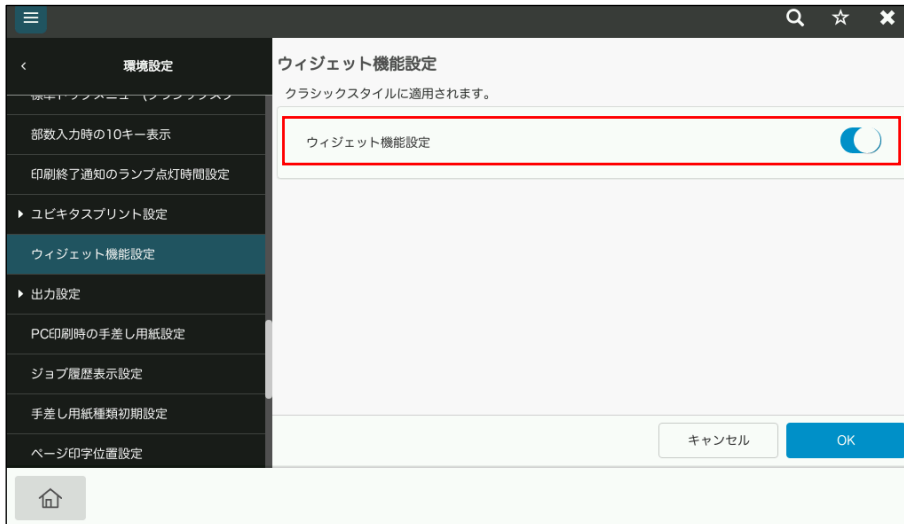 環境設定
部数入力時の10キー表示
印刷終了通知のランプ点灯時間設定
ユビキタスプリント設定
ウィジェット機能設定
出力設定
PC印刷時の手差し用紙設定
ジョブ履歴表示設定
手差し用紙種類初期設定
ページ印字位置設定
ウィジェット機能設定
クラシックスタイルに適用されます。
ウィジェット機能設定
キャンセル
OK